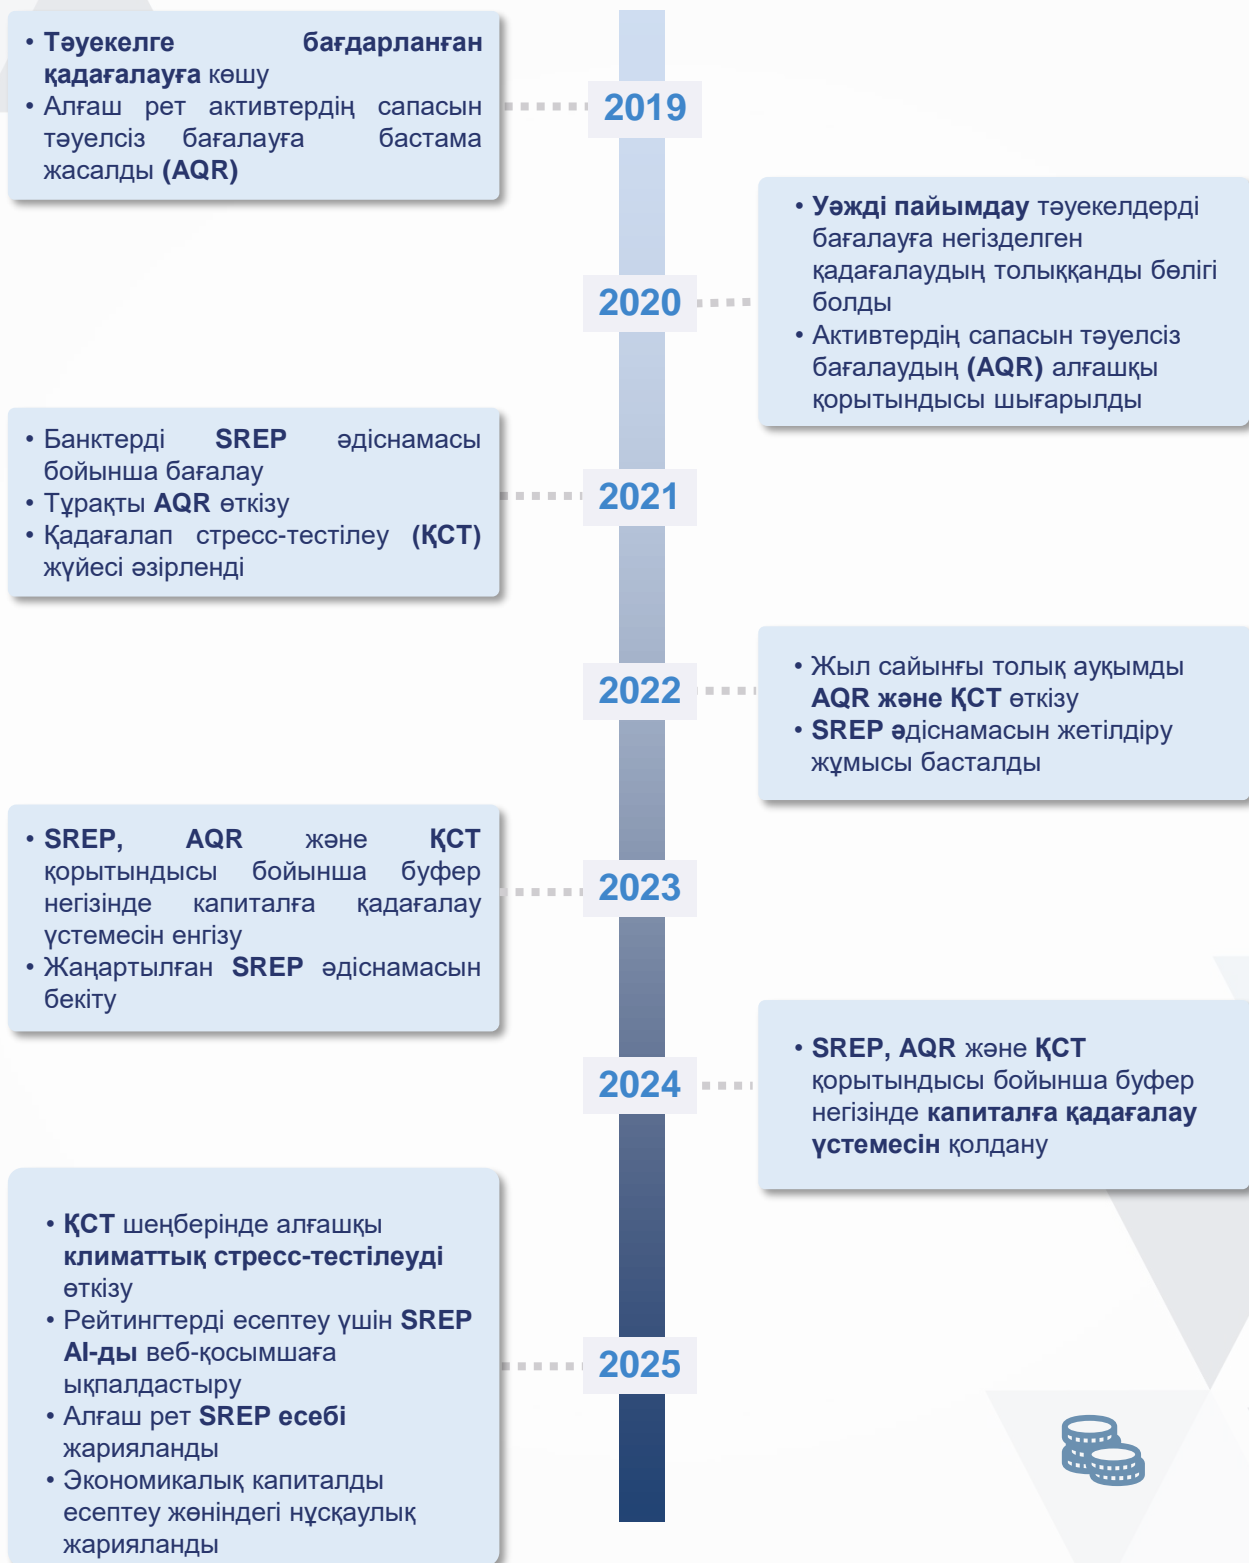 • Тәуекелге бағдарланған
қадағалауға көшу
• Алғаш рет активтердің сапасын
тәуелсіз бағалауға бастама
жасалды (AQR)
2019
2020
• Уәжді пайымдау тәуекелдерді
бағалауға негізделген
қадағалаудың толыққанды бөлігі
болды
• Активтердің сапасын тәуелсіз
бағалаудың (AQR) алғашқы
қорытындысы шығарылды
• Банктерді SREP әдіснамасы
бойынша бағалау
• Тұрақты AQR өткізу
• Қадағалап стресс-тестілеу (ҚСТ)
жүйесі әзірленді
2021
2022
• Жыл сайынғы толық ауқымды
AQR және ҚСТ өткізу
• SREP әдіснамасын жетілдіру
жұмысы басталды
• SREP, AQR және ҚСТ
қорытындысы бойынша буфер
негізінде капиталға қадағалау
үстемесін енгізу
• Жаңартылған SREP әдіснамасын
бекіту
2023
2024
• SREP, AQR және ҚСТ
қорытындысы бойынша буфер
негізінде капиталға қадағалау
үстемесін қолдану
• ҚСТ шеңберінде алғашқы
климаттық стресс-тестілеуді
өткізу
• Рейтингтерді есептеу үшін SREP
AI-ды веб-қосымшаға
ықпалдастыру
• Алғаш рет SREP есебі
жарияланды
• Экономикалық капиталды
есептеу жөніндегі нұсқаулық
жарияланды
2025